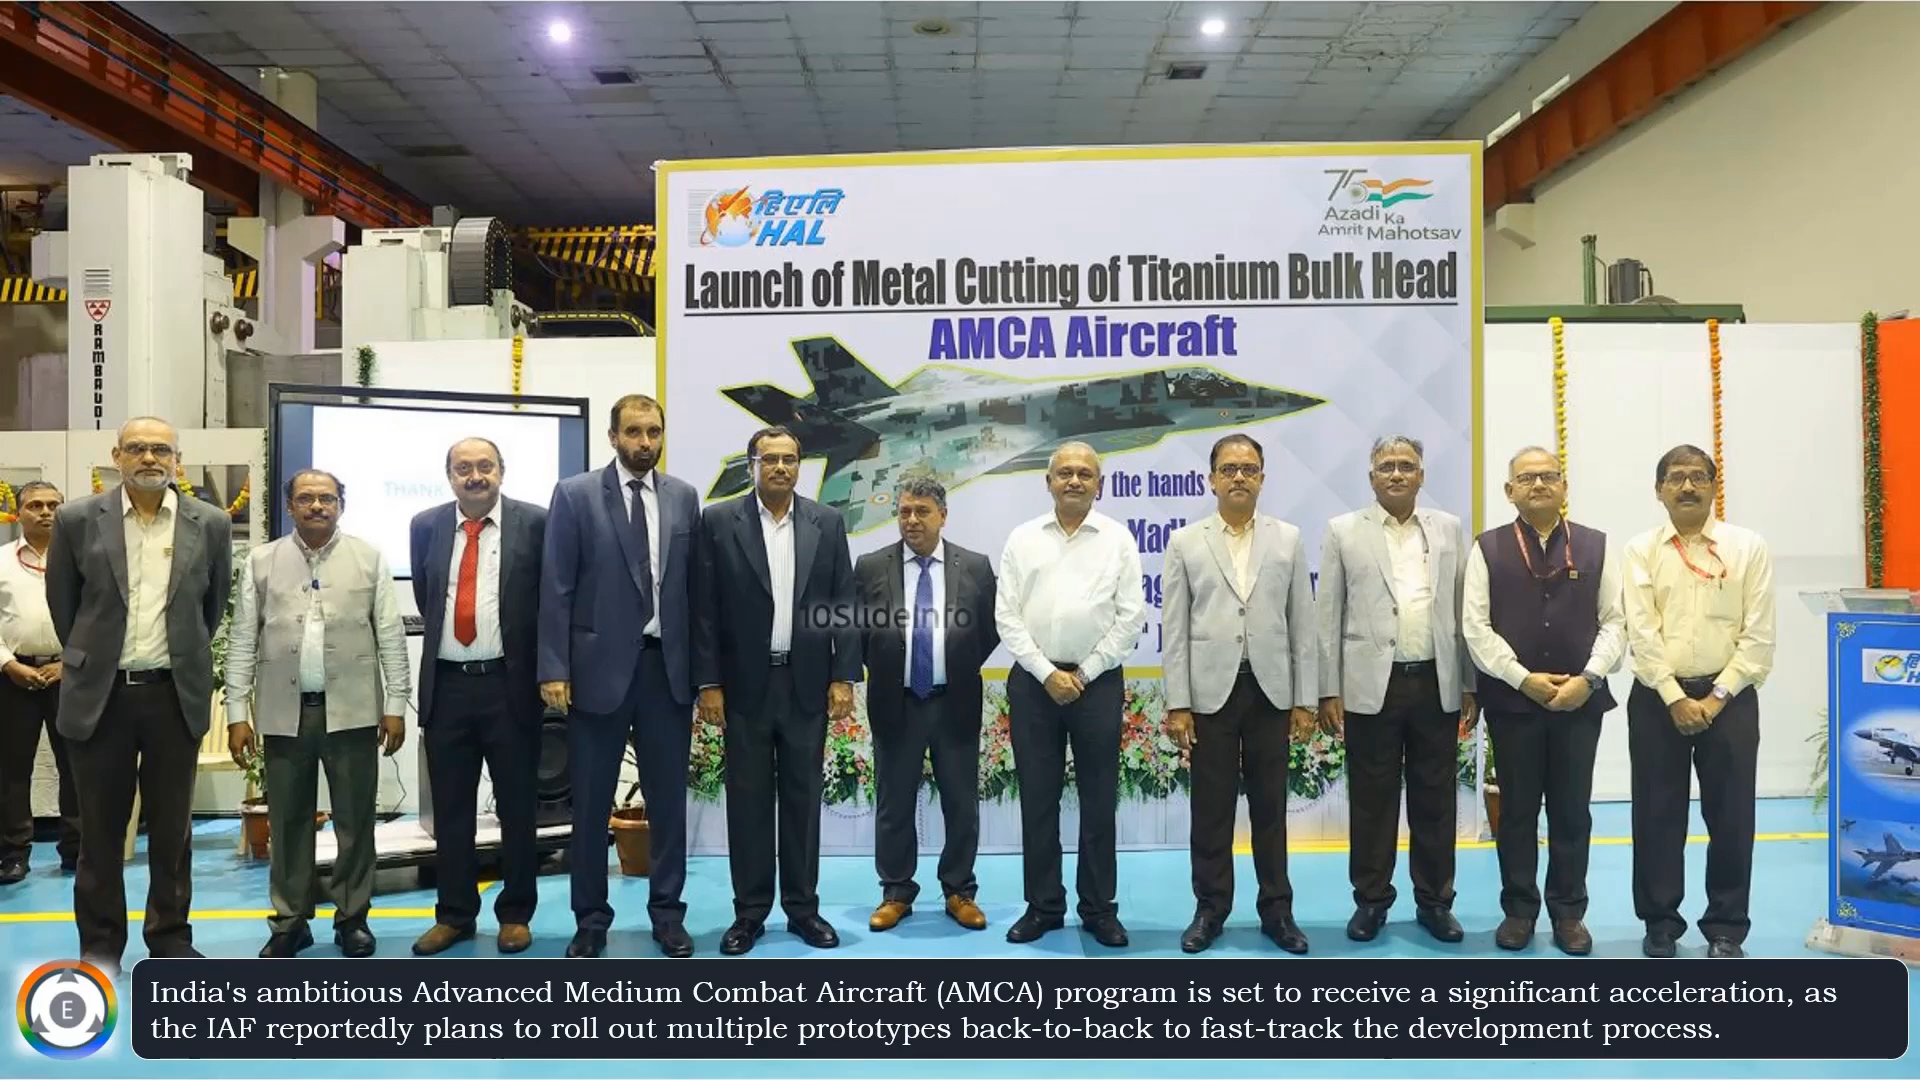 हिएलि
HAL
75
Azadi Ka
Amrit Mahotsav
Launch of Metal Cutting of Titanium Bulk Head
AMCA Aircraft
RAMBAUDI
THANK
the hands
10SlideInfo
E
India's ambitious Advanced Medium Combat Aircraft (AMCA) program is set to receive a significant acceleration, as
the IAF reportedly plans to roll out multiple prototypes back-to-back to fast-track the development process.